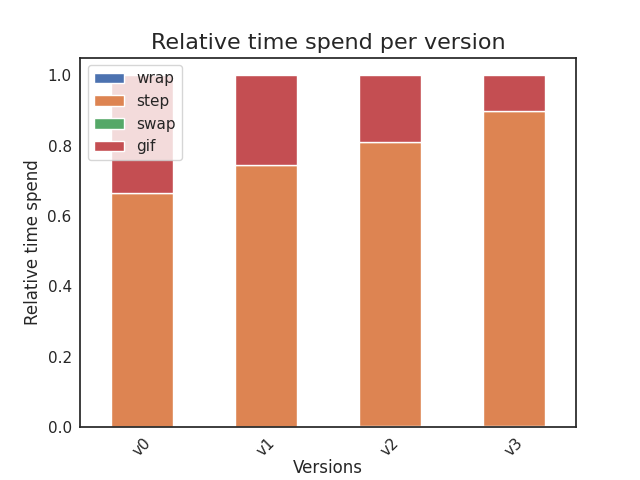 Relative time spend per version
1.0
0.8
0.6
0.4
0.2
0.0
Relative time spend
wrap
step
swap
gif
v0
v1
v2
v3
Versions